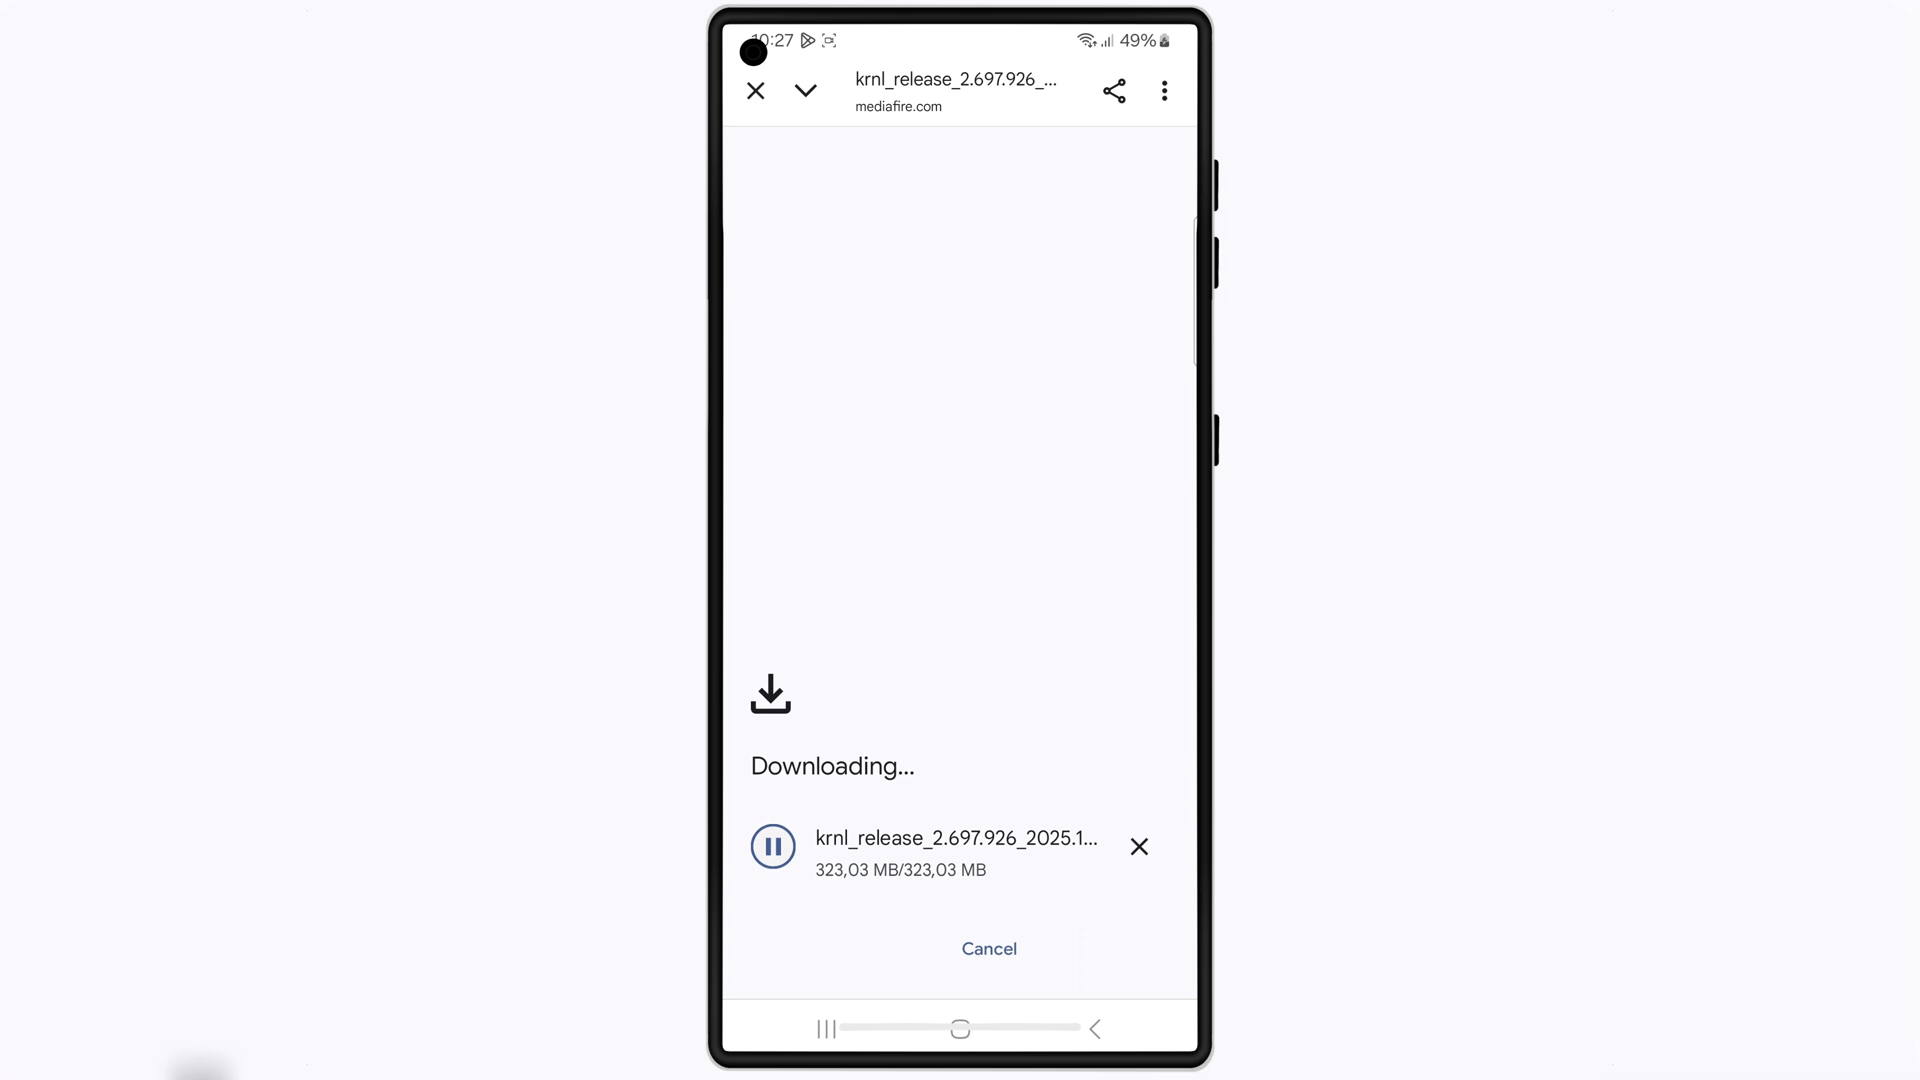 10:27 49%
krnl_release_2.697.926_...
mediafire.com
Downloading...
krnl_release_2.697.926_2025.1...
323,03 MB/323,03 MB
Cancel